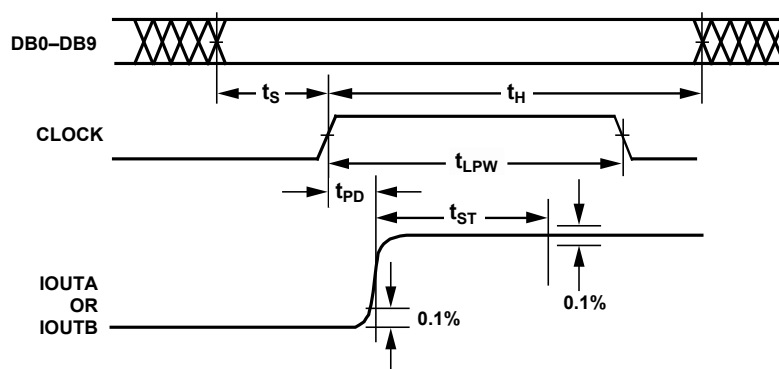 DB0–DB9
tS
tH
CLOCK
tLPW
tPD
tST
IOUTA
OR
IOUTB
0.1%
0.1%